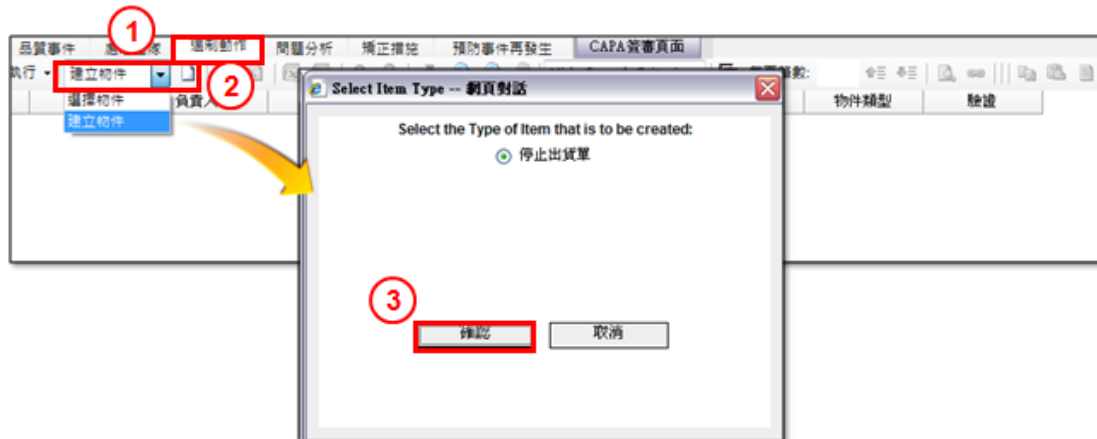 1
品質事件 遏制動作 問題分析 矯正措施 預防事件再發生 CAPA簽審頁面
執行 建立物件 2
選擇物件 負責人 物件類型 驗證
建立物件
Select Item Type -- 網頁對話
Select the Type of Item that is to be created:
停止出貨單
3
確認 取消